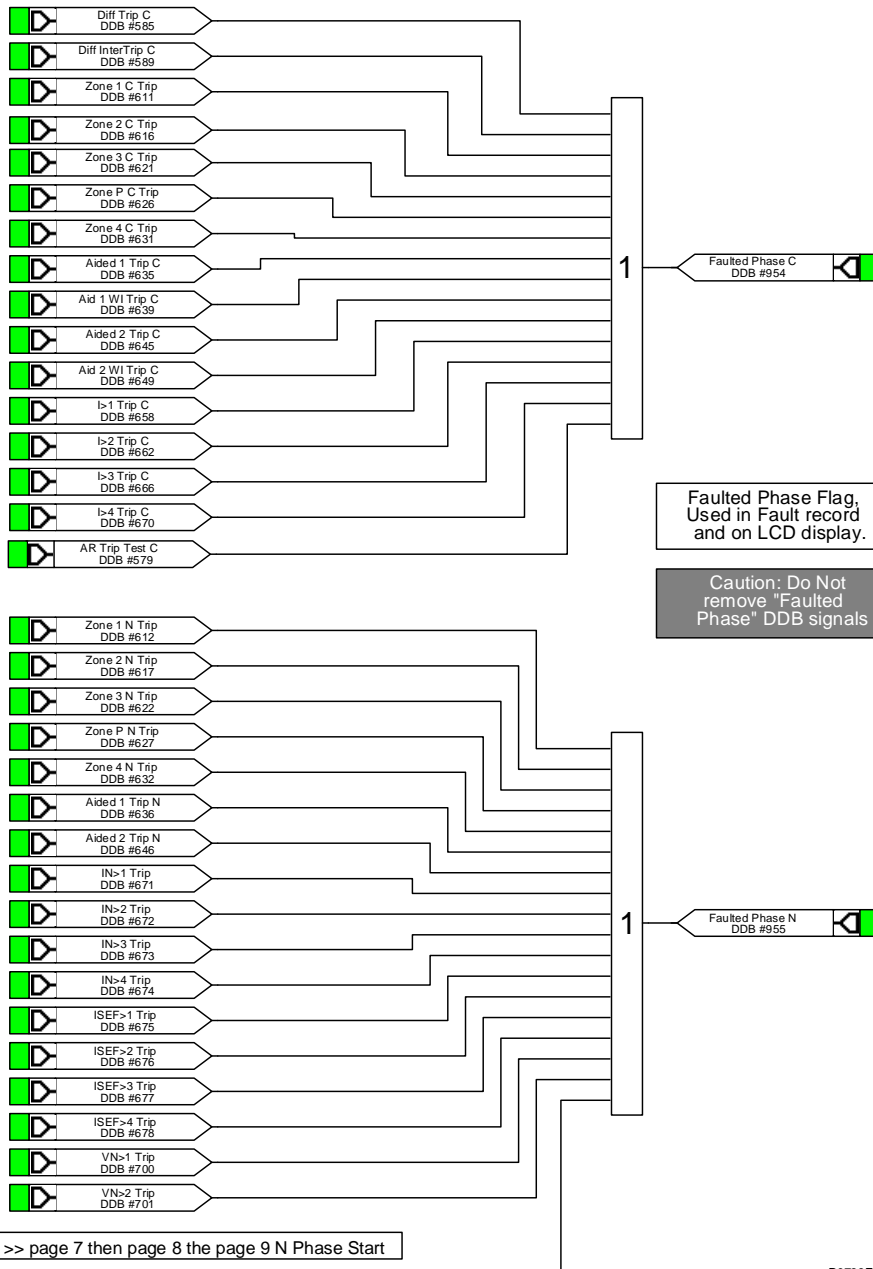 Diff Trip C
DDB #585
Diff InterTrip C
DDB #589
Zone 1 C Trip
DDB #611
Zone 2 C Trip
DDB #616
Zone 3 C Trip
DDB #621
Zone P C Trip
DDB #626
Zone 4 C Trip
DDB #631
Aided 1 Trip C
DDB #635
Aid 1 WI Trip C
DDB #639
Aided 2 Trip C
DDB #645
Aid 2 WI Trip C
DDB #649
I>1 Trip C
DDB #658
I>2 Trip C
DDB #662
I>3 Trip C
DDB #666
I>4 Trip C
DDB #670
AR Trip Test C
DDB #579
1
Faulted Phase C
DDB #954
Faulted Phase Flag,
Used in Fault record
and on LCD display.
Caution: Do Not
remove "Faulted
Phase" DDB signals
Zone 1 N Trip
DDB #612
Zone 2 N Trip
DDB #617
Zone 3 N Trip
DDB #622
Zone P N Trip
DDB #627
Zone 4 N Trip
DDB #632
Aided 1 Trip N
DDB #636
Aided 2 Trip N
DDB #646
IN>1 Trip
DDB #671
IN>2 Trip
DDB #672
IN>3 Trip
DDB #673
IN>4 Trip
DDB #674
ISEF>1 Trip
DDB #675
ISEF>2 Trip
DDB #676
ISEF>3 Trip
DDB #677
ISEF>4 Trip
DDB #678
VN>1 Trip
DDB #700
VN>2 Trip
DDB #701
1
Faulted Phase N
DDB #955
>> page 7 then page 8 the page 9 N Phase Start